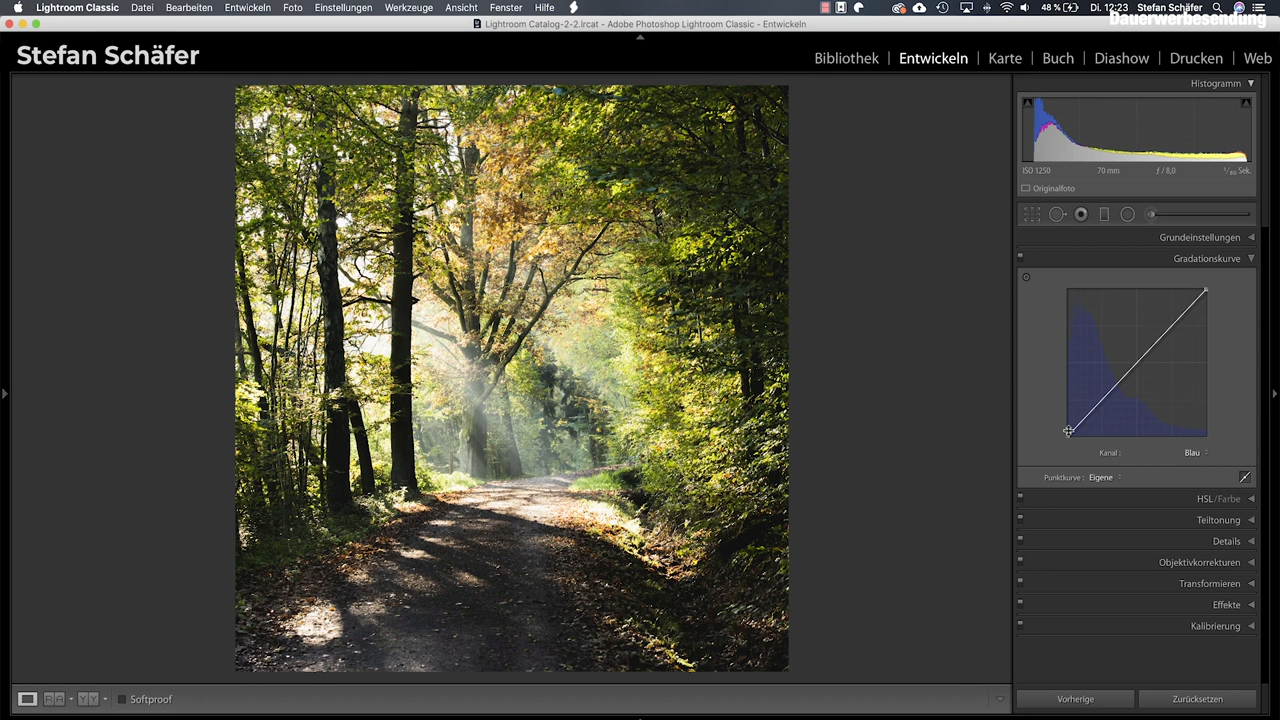 Lightroom Classic Datei Bearbeiten Entwickeln Foto Einstellungen Werkzeuge Ansicht Fenster Hilfe 48 % Di. 12:23 Stefan Schäfer
Lightroom Catalog-2-2.lrcat - Adobe Photoshop Lightroom Classic - Entwickeln
Dauerwerbesendung
Stefan Schäfer
Bibliothek | Entwickeln | Karte | Buch | Diashow | Drucken | Web
Histogramm
ISO 1250 70 mm ƒ / 8,0 1/80 Sek.
Originalfoto
Grundeinstellungen
Gradationskurve
Kanal : Blau
Punktkurve : Eigene
HSL / Farbe
Teiltonung
Details
Objektivkorrekturen
Transformieren
Effekte
Kalibrierung
R A Y Y Softproof
Vorherige Zurücksetzen